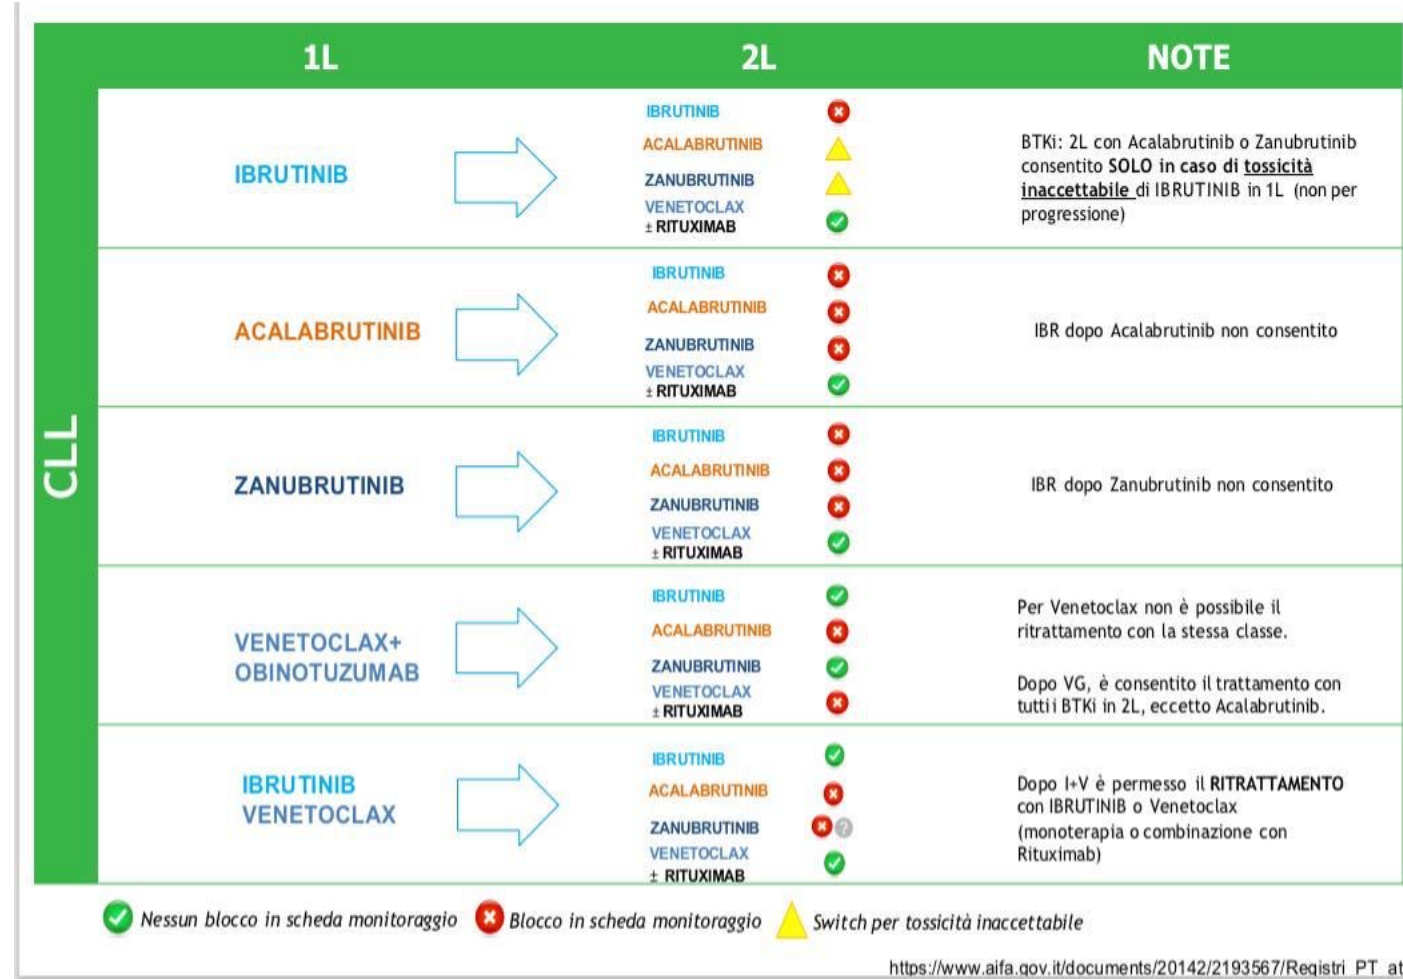 1L 2L NOTE
CLL
IBRUTINIB
IBRUTINIB
ACALABRUTINIB
ZANUBRUTINIB
VENETOCLAX
± RITUXIMAB
BTKi: 2L con Acalabrutinib o Zanubrutinib
consentito SOLO in caso di tossicità
inaccettabile di IBRUTINIB in 1L (non per
progressione)
ACALABRUTINIB
IBRUTINIB
ACALABRUTINIB
ZANUBRUTINIB
VENETOCLAX
± RITUXIMAB
IBR dopo Acalabrutinib non consentito
ZANUBRUTINIB
IBRUTINIB
ACALABRUTINIB
ZANUBRUTINIB
VENETOCLAX
± RITUXIMAB
IBR dopo Zanubrutinib non consentito
VENETOCLAX+
OBINOTUZUMAB
IBRUTINIB
ACALABRUTINIB
ZANUBRUTINIB
VENETOCLAX
± RITUXIMAB
Per Venetoclax non è possibile il
ritrattamento con la stessa classe.
Dopo VG, è consentito il trattamento con
tutti i BTKi in 2L, eccetto Acalabrutinib.
IBRUTINIB
VENETOCLAX
IBRUTINIB
ACALABRUTINIB
ZANUBRUTINIB ?
VENETOCLAX
± RITUXIMAB
Dopo I+V è permesso il RITRATTAMENTO
con IBRUTINIB o Venetoclax
(monoterapia o combinazione con
Rituximab)
Nessun blocco in scheda monitoraggio Blocco in scheda monitoraggio Switch per tossicità inaccettabile
https://www.aifa.gov.it/documents/20142/2193567/Registri_PT_at